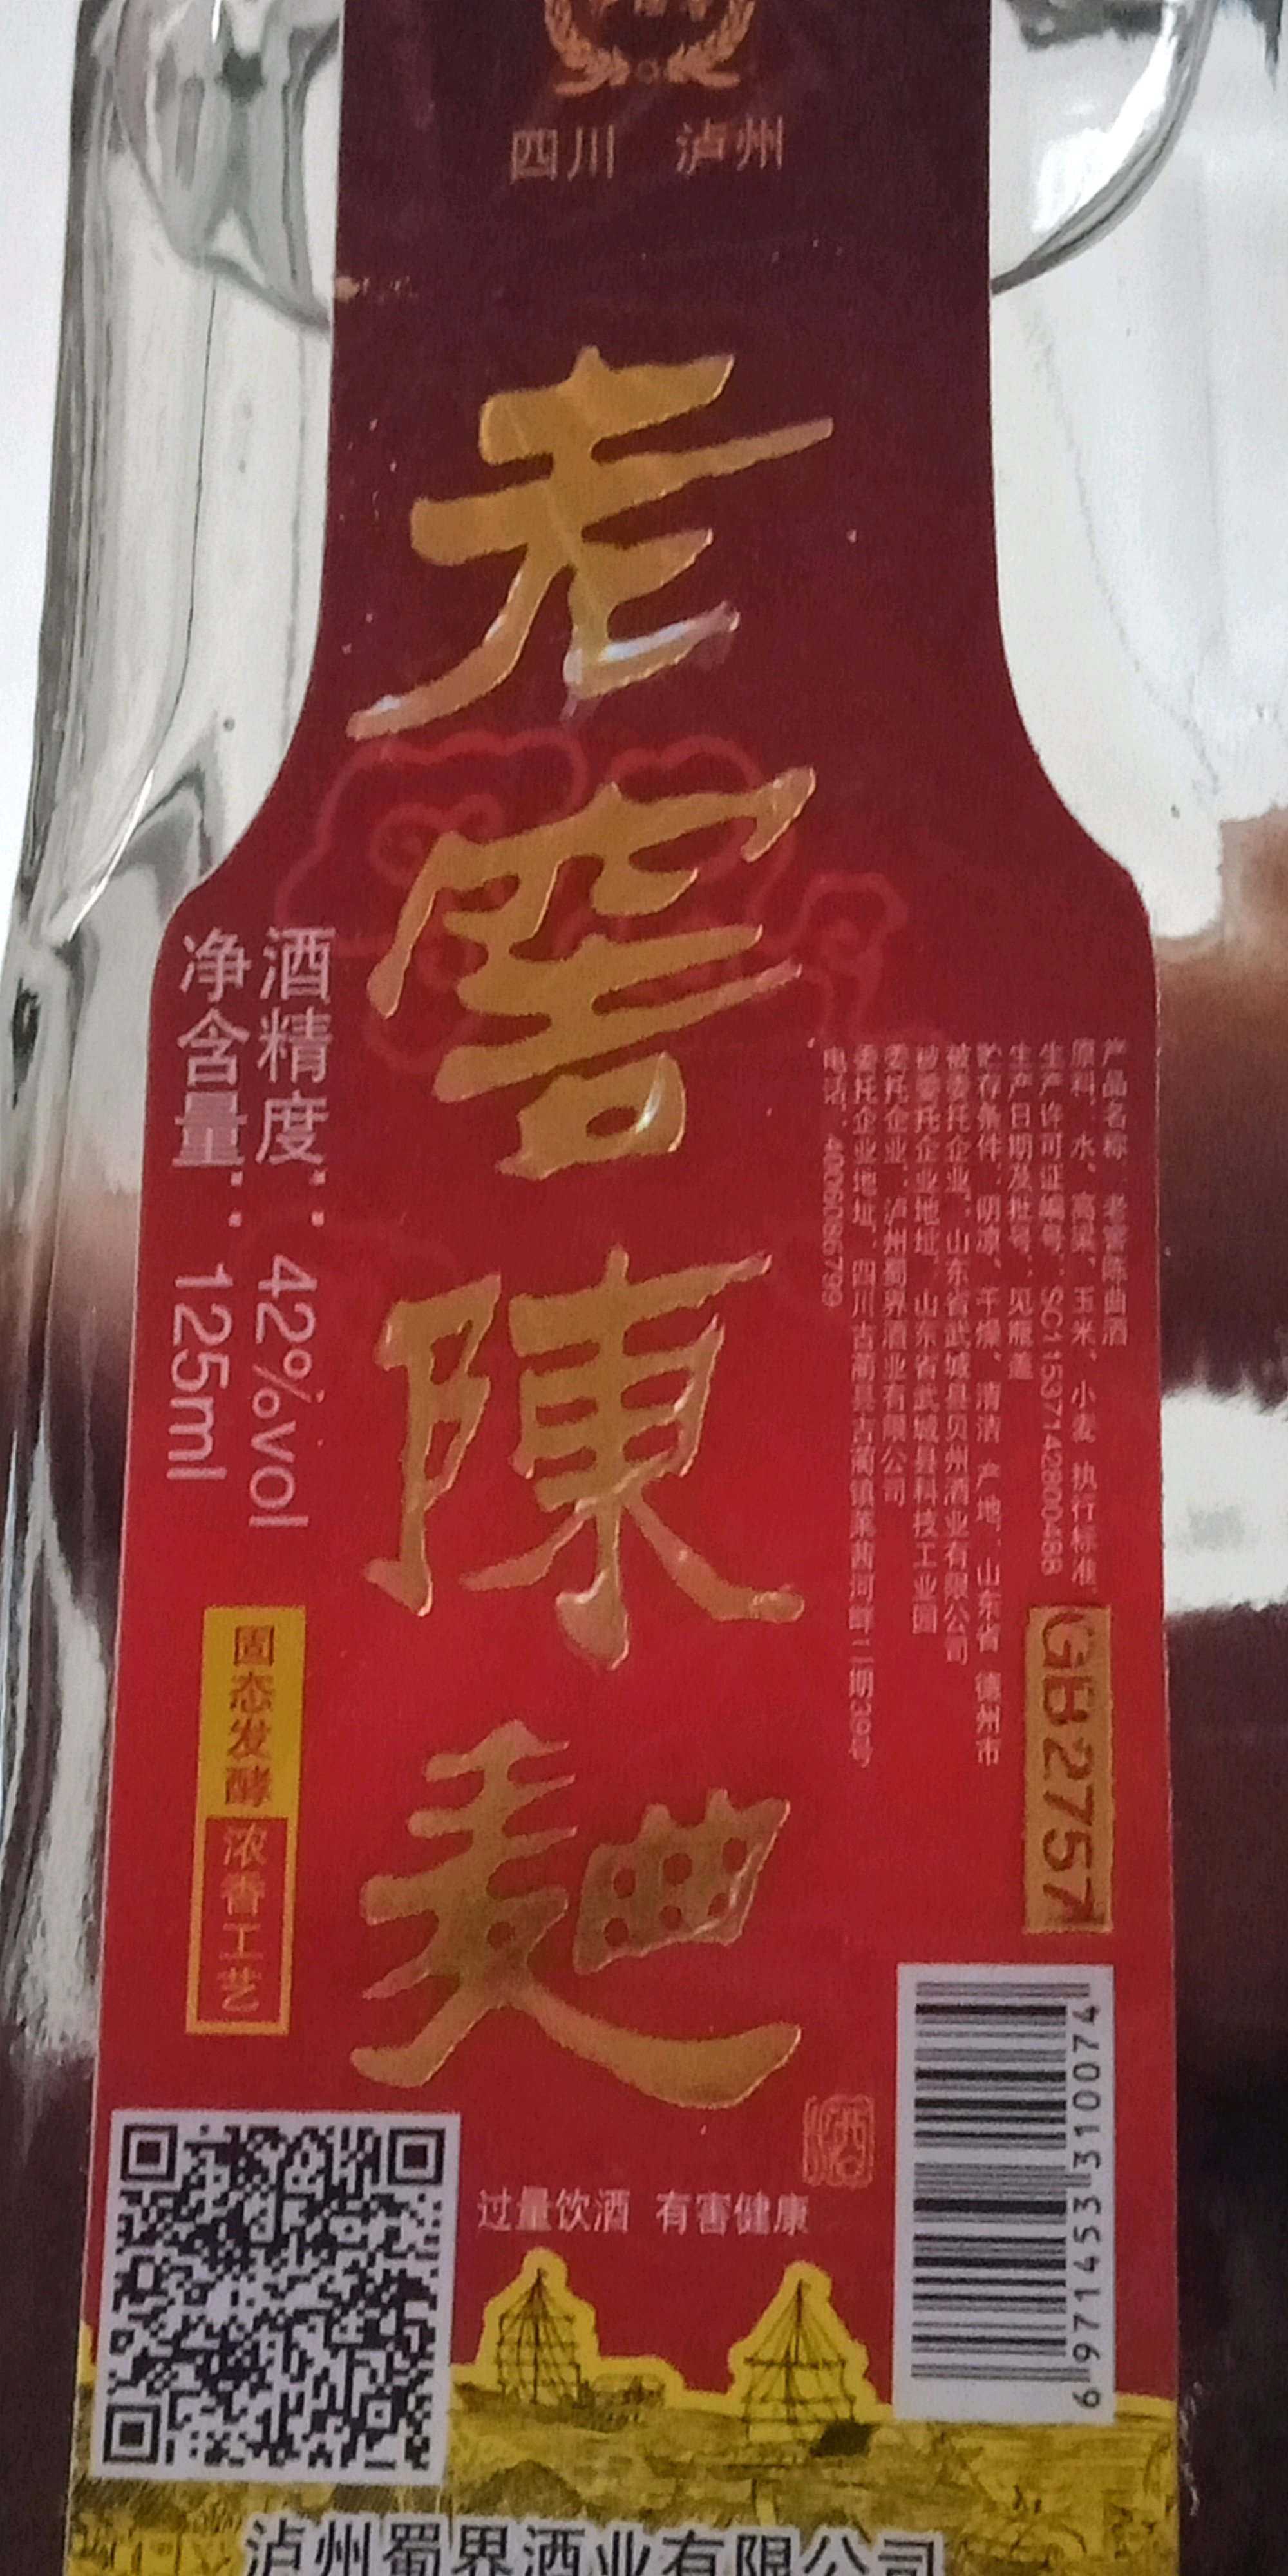 四川 泸州
老窖陳麯
酒精度：42%vol
净含量：125ml
固态发酵
浓香工艺
产品名称：老窖陈曲酒
原料：水、高粱、玉米、小麦 执行标准：
GB 2757
生产许可证编号：SC11537142800488
生产日期及批号：见瓶盖
贮存条件：阴凉、干燥、清洁 产地：山东省 德州市
被委托企业：山东省武城县贝州酒业有限公司
被委托企业地址：山东省武城县科技工业园
委托企业：泸州蜀界酒业有限公司
委托企业地址：四川古蔺县古蔺镇菜茜河畔二期39号
电话：4006086799
酒
过量饮酒 有害健康
6971453310074
泸州蜀界酒业有限公司